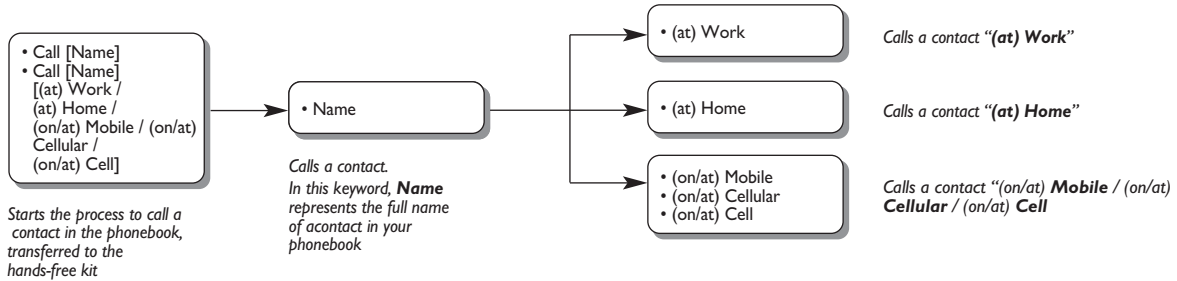 • Call [Name]
• Call [Name]
[(at) Work /
(at) Home /
(on/at) Mobile / (on/at)
Cellular /
(on/at) Cell]
Starts the process to call a
contact in the phonebook,
transferred to the
hands-free kit
• Name
Calls a contact.
In this keyword, Name
represents the full name
of acontact in your
phonebook
• (at) Work
Calls a contact “(at) Work”
• (at) Home
Calls a contact “(at) Home”
• (on/at) Mobile
• (on/at) Cellular
• (on/at) Cell
Calls a contact “(on/at) Mobile / (on/at)
Cellular / (on/at) Cell